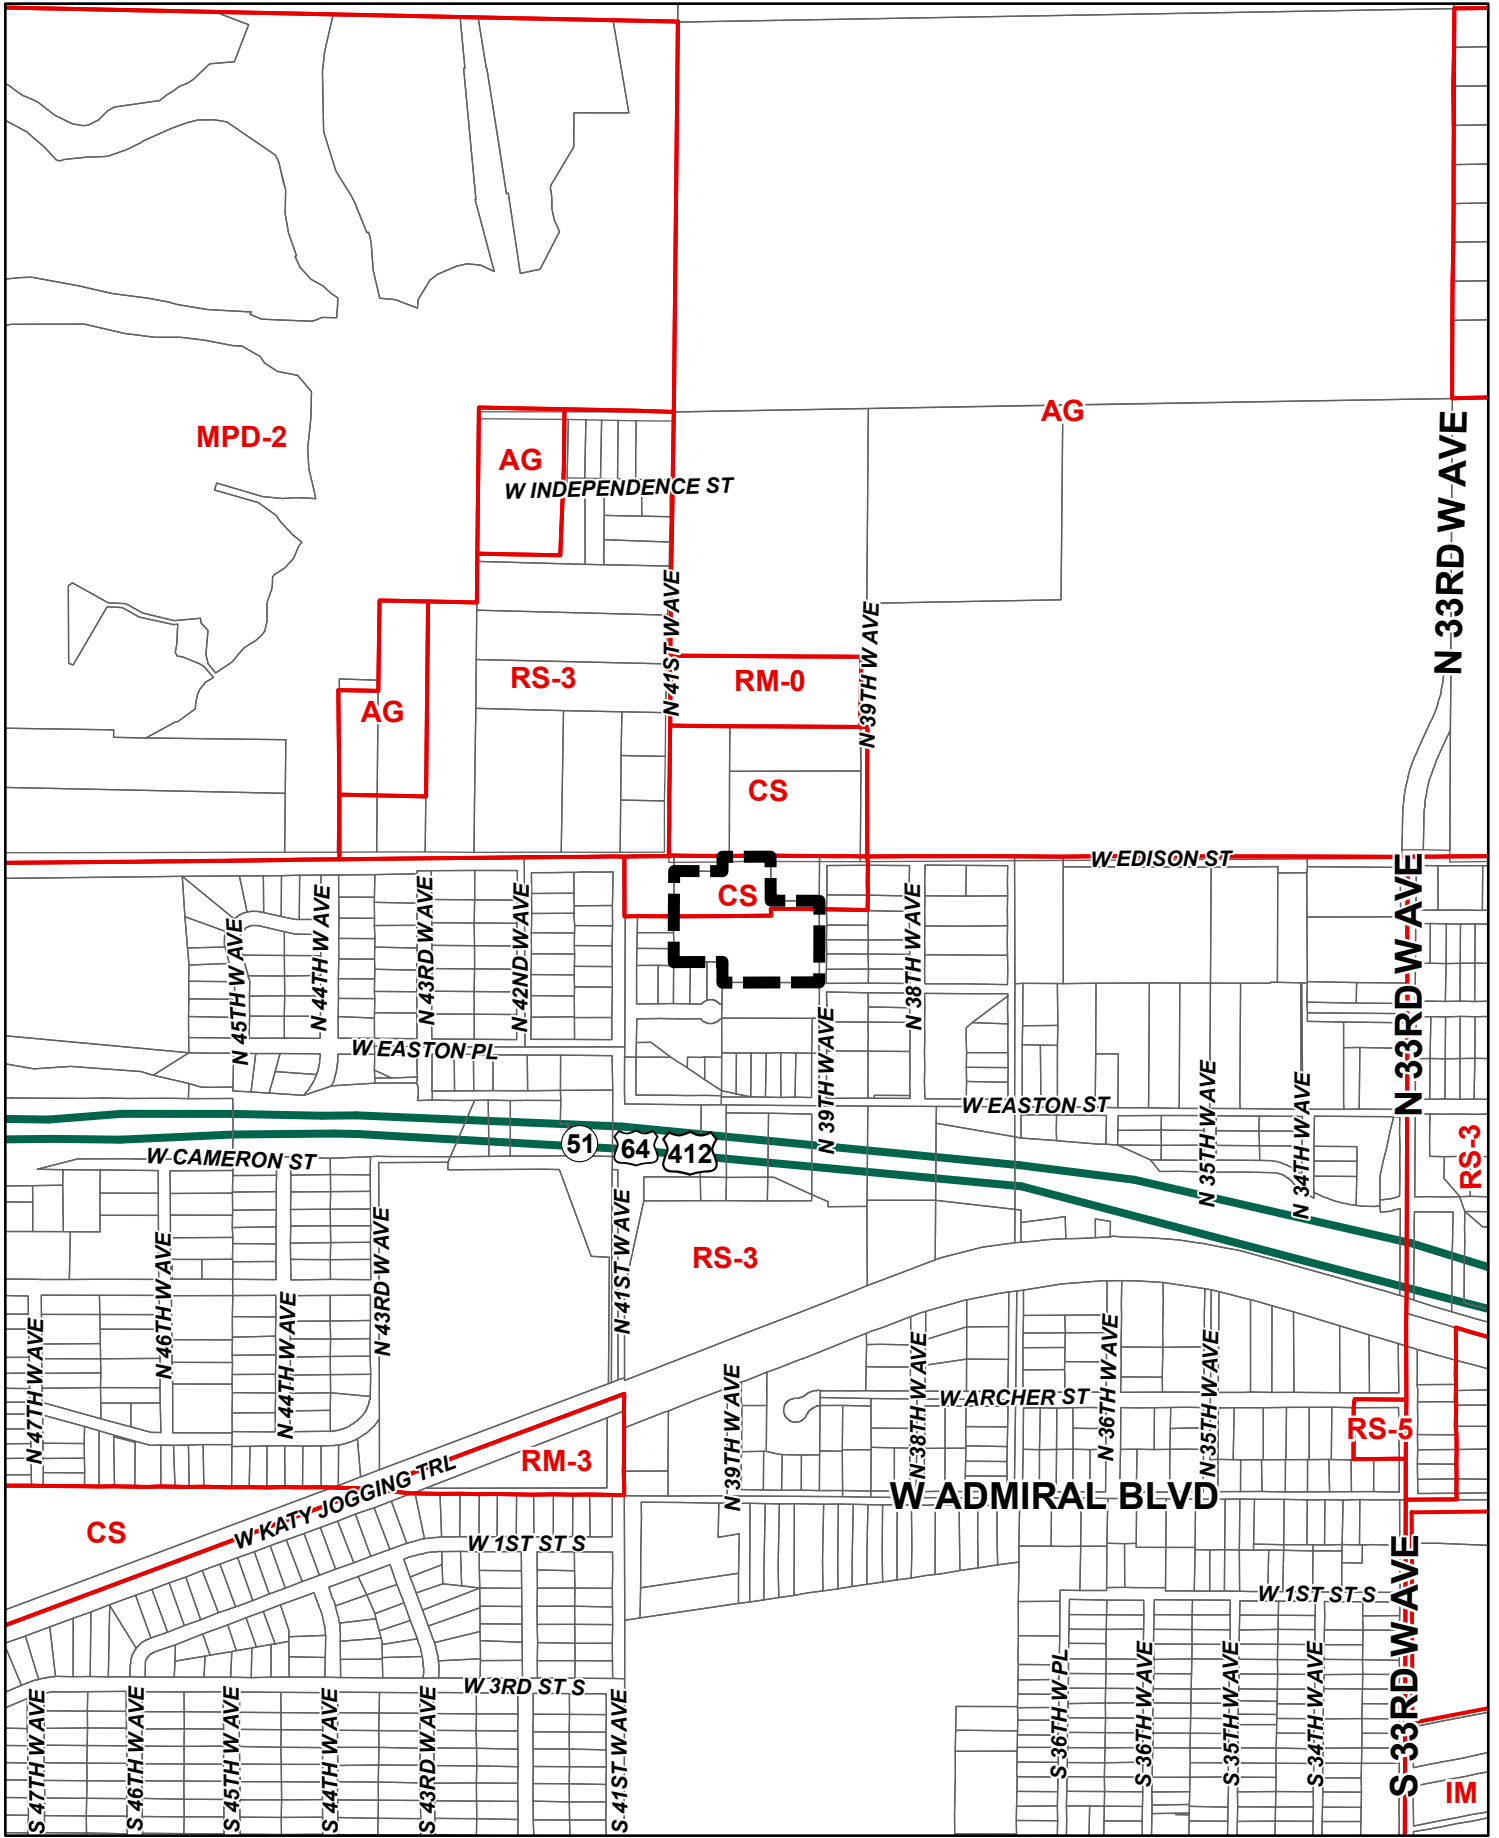 AG
N 33RD W AVE
MPD-2
AG
W INDEPENDENCE ST
N 41ST W AVE
N 39TH W AVE
RS-3
RM-0
AG
CS
W EDISON ST
CS
N 33RD W AVE
N 45TH W AVE
N 44TH W AVE
N 43RD W AVE
N 42ND W AVE
N 38TH W AVE
W EASTON PL
N 39TH W AVE
W EASTON ST
N 35TH W AVE
N 34TH W AVE
RS-3
51
64
412
W CAMERON ST
N 46TH W AVE
N 43RD W AVE
N 41ST W AVE
RS-3
N 47TH W AVE
N 44TH W AVE
N 39TH W AVE
N 38TH W AVE
W ARCHER ST
N 36TH W AVE
N 35TH W AVE
RS-5
RM-3
W KATY JOGGING TRL
W ADMIRAL BLVD
CS
W 1ST ST S
W 1ST ST S
S 33RD W AVE
W 3RD ST S
S 47TH W AVE
S 46TH W AVE
S 45TH W AVE
S 44TH W AVE
S 43RD W AVE
S 41ST W AVE
S 36TH W PL
S 36TH W AVE
S 35TH W AVE
S 34TH W AVE
IM